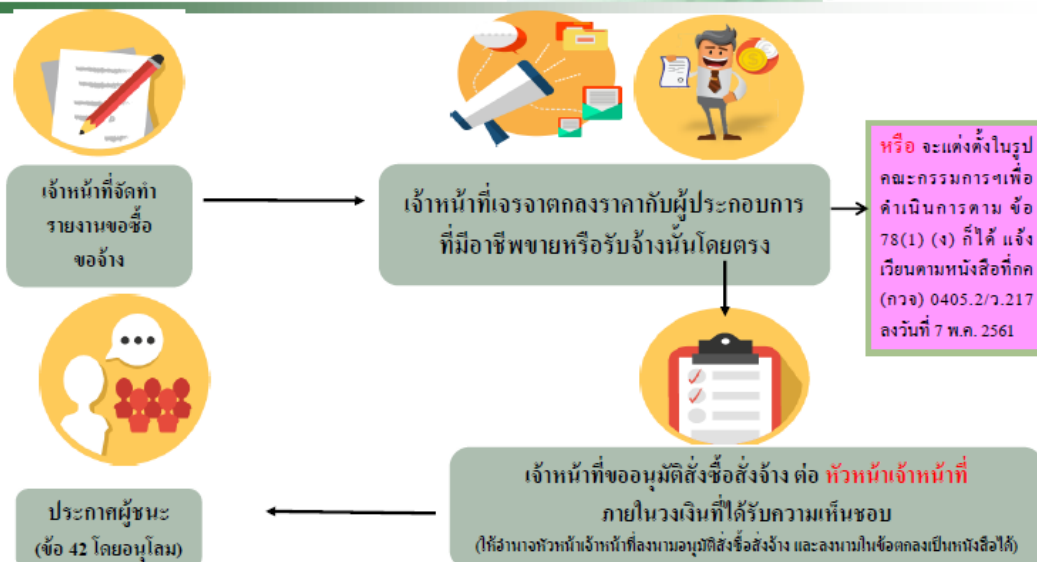 เจ้าหน้าที่จัดทำ
รายงานขอซื้อ
ขอจ้าง
เจ้าหน้าที่เจรจาตกลงราคากับผู้ประกอบการ
ที่มีอาชีพขายหรือรับจ้างนั้นโดยตรง
หรือ จะแต่งตั้งในรูป
คณะกรรมการฯเพื่อ
ดำเนินการตาม ข้อ
78(1) (ง) ก็ได้ แจ้ง
เวียนตามหนังสือที่กค
(กวจ) 0405.2/ว.217
ลงวันที่ 7 พ.ค. 2561
เจ้าหน้าที่ขออนุมัติสั่งซื้อสั่งจ้าง ต่อ หัวหน้าเจ้าหน้าที่
ภายในวงเงินที่ได้รับความเห็นชอบ
(ให้อำนาจหัวหน้าเจ้าหน้าที่ลงนามอนุมัติสั่งซื้อสั่งจ้าง และลงนามในข้อตกลงเป็นหนังสือได้)
ประกาศผู้ชนะ
(ข้อ 42 โดยอนุโลม)